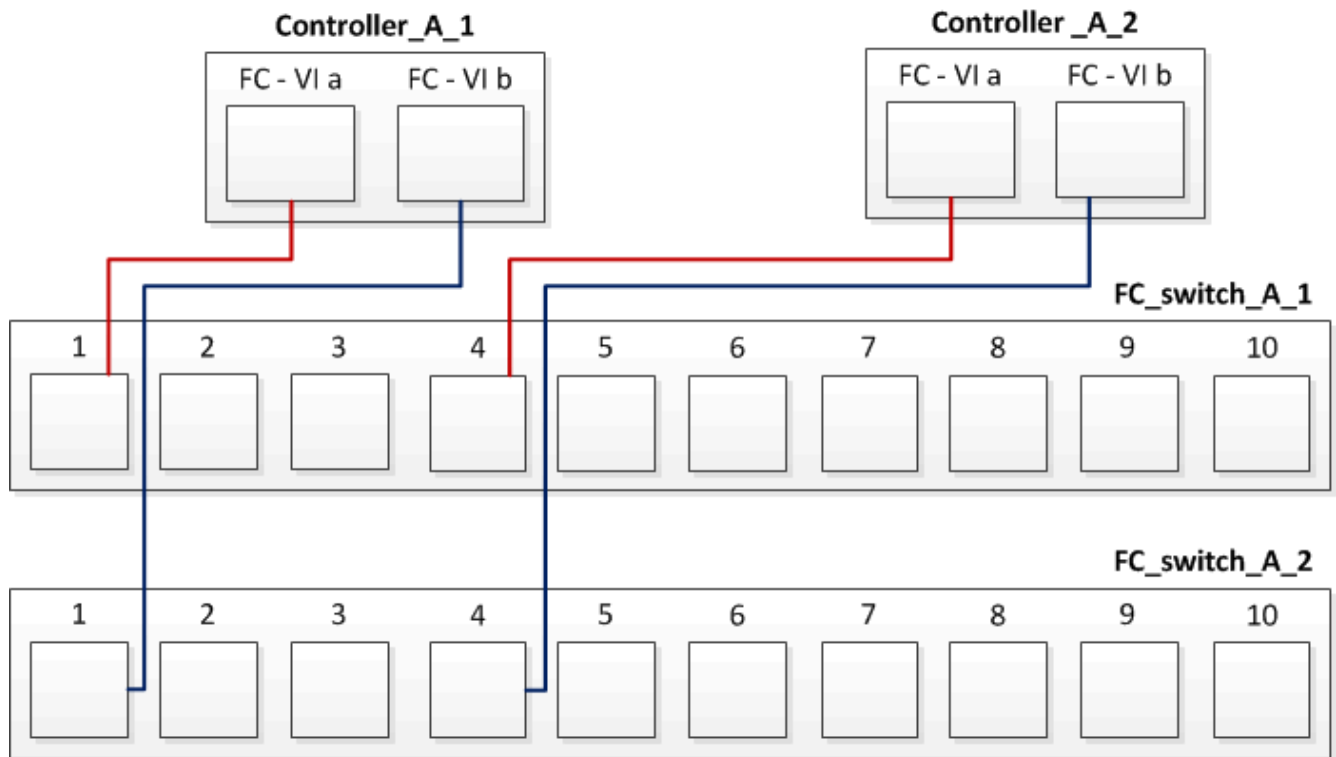 Controller_A_1
Controller _A_2
FC - VI a
FC - VI b
FC - VI a
FC - VI b
FC_switch_A_1
1 2 3 4 5 6 7 8 9 10
FC_switch_A_2
1 2 3 4 5 6 7 8 9 10